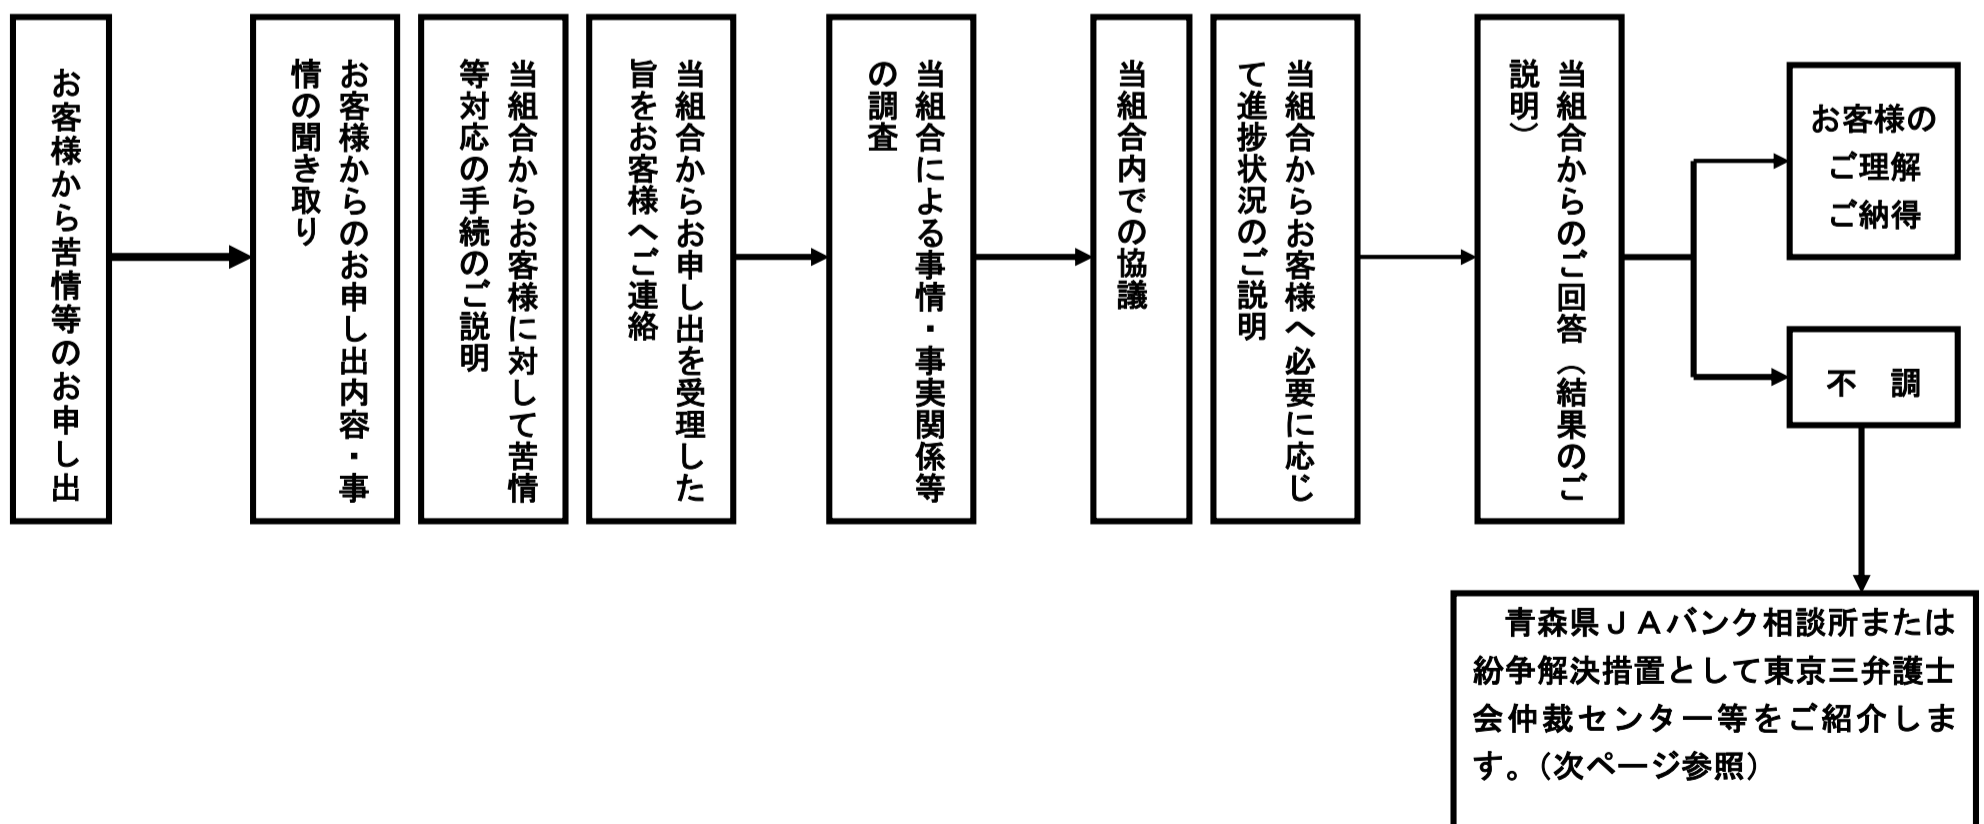 お客様から苦情等のお申し出
お客様からのお申し出内容・事
情の聞き取り
当組合からお客様に対して苦情
等対応の手続のご説明
当組合からお申し出を受理した
旨をお客様へご連絡
当組合による事情・事実関係等
の調査
当組合内での協議
当組合からお客様へ必要に応じ
て進捗状況のご説明
当組合からのご回答（結果のご
説明）
お客様の
ご理解
ご納得
不　調
青森県ＪＡバンク相談所または
紛争解決措置として東京三弁護士
会仲裁センター等をご紹介しま
す。（次ページ参照）